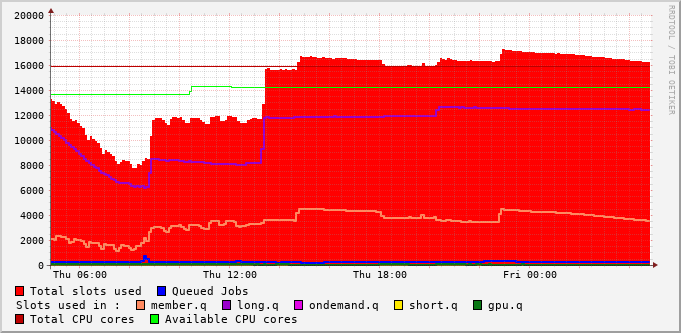 RRDTOOL / TOBI OETIKER
20000
18000
16000
14000
12000
10000
8000
6000
4000
2000
0
Thu 06:00 Thu 12:00 Thu 18:00 Fri 00:00
Total slots used Queued Jobs
Slots used in : member.q long.q ondemand.q short.q gpu.q
Total CPU cores Available CPU cores